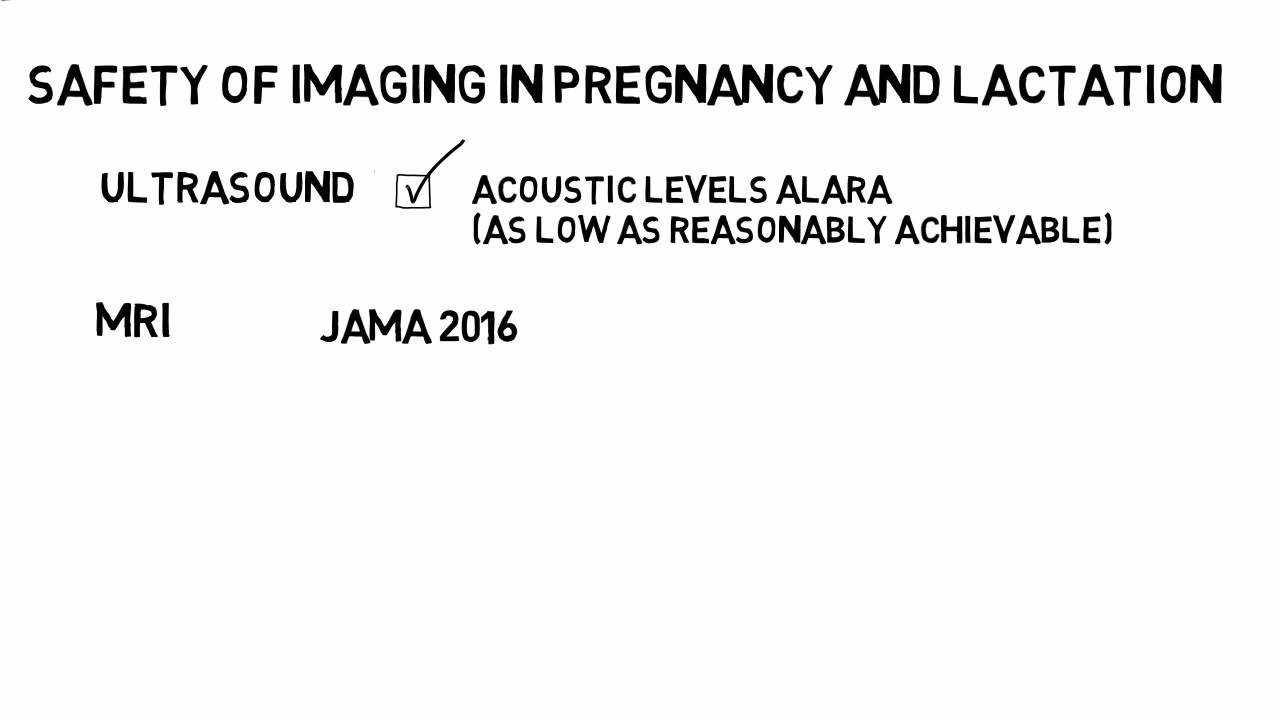 SAFETY OF IMAGING IN PREGNANCY AND LACTATION
ULTRASOUND
ACOUSTIC LEVELS ALARA
(AS LOW AS REASONABLY ACHIEVABLE)
MRI
JAMA 2016